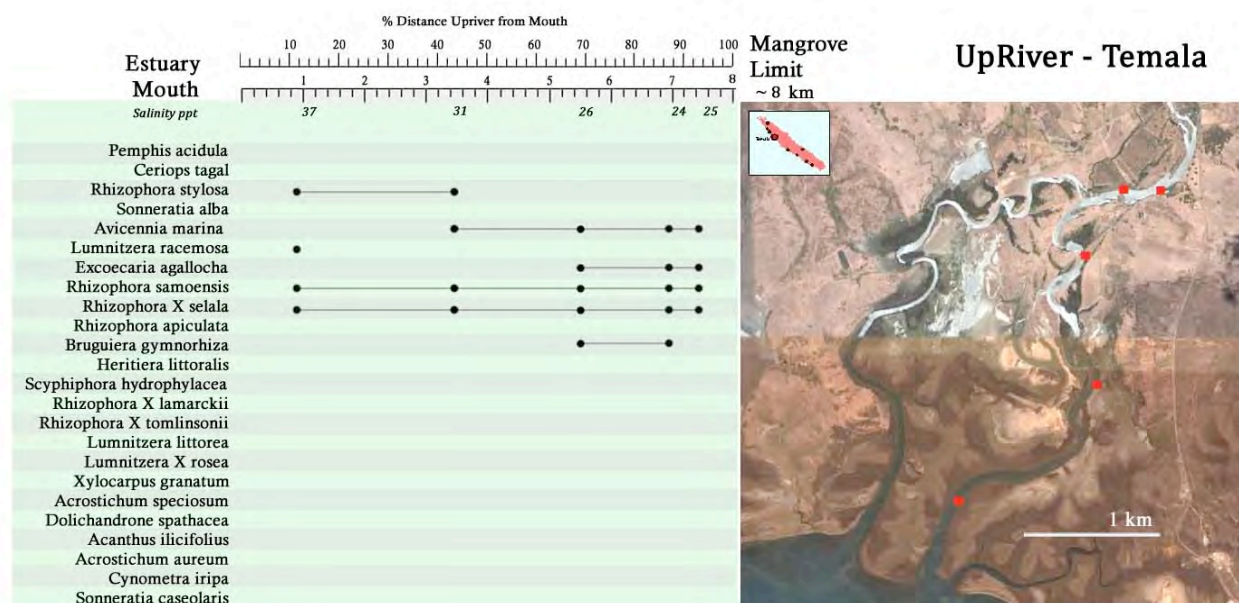 % Distance Upriver from Mouth
10 20 30 40 50 60 70 80 90 100
Estuary
Mouth
1 2 3 4 5 6 7 8
Mangrove
Limit
~ 8 km
UpRiver - Temala
Salinity ppt 37 31 26 24 25
Pemphis acidula
Ceriops tagal
Rhizophora stylosa
Sonneratia alba
Avicennia marina
Lumnitzera racemosa
Excoecaria agallocha
Rhizophora samoensis
Rhizophora X selala
Rhizophora apiculata
Bruguiera gymnorhiza
Heritiera littoralis
Scyphiphora hydrophylacea
Rhizophora X lamarckii
Rhizophora X tomlinsonii
Lumnitzera littorea
Lumnitzera X rosea
Xylocarpus granatum
Acrostichum speciosum
Dolichandrone spathacea
Acanthus ilicifolius
Acrostichum aureum
Cynometra iripa
Sonneratia caseolaris
1 km